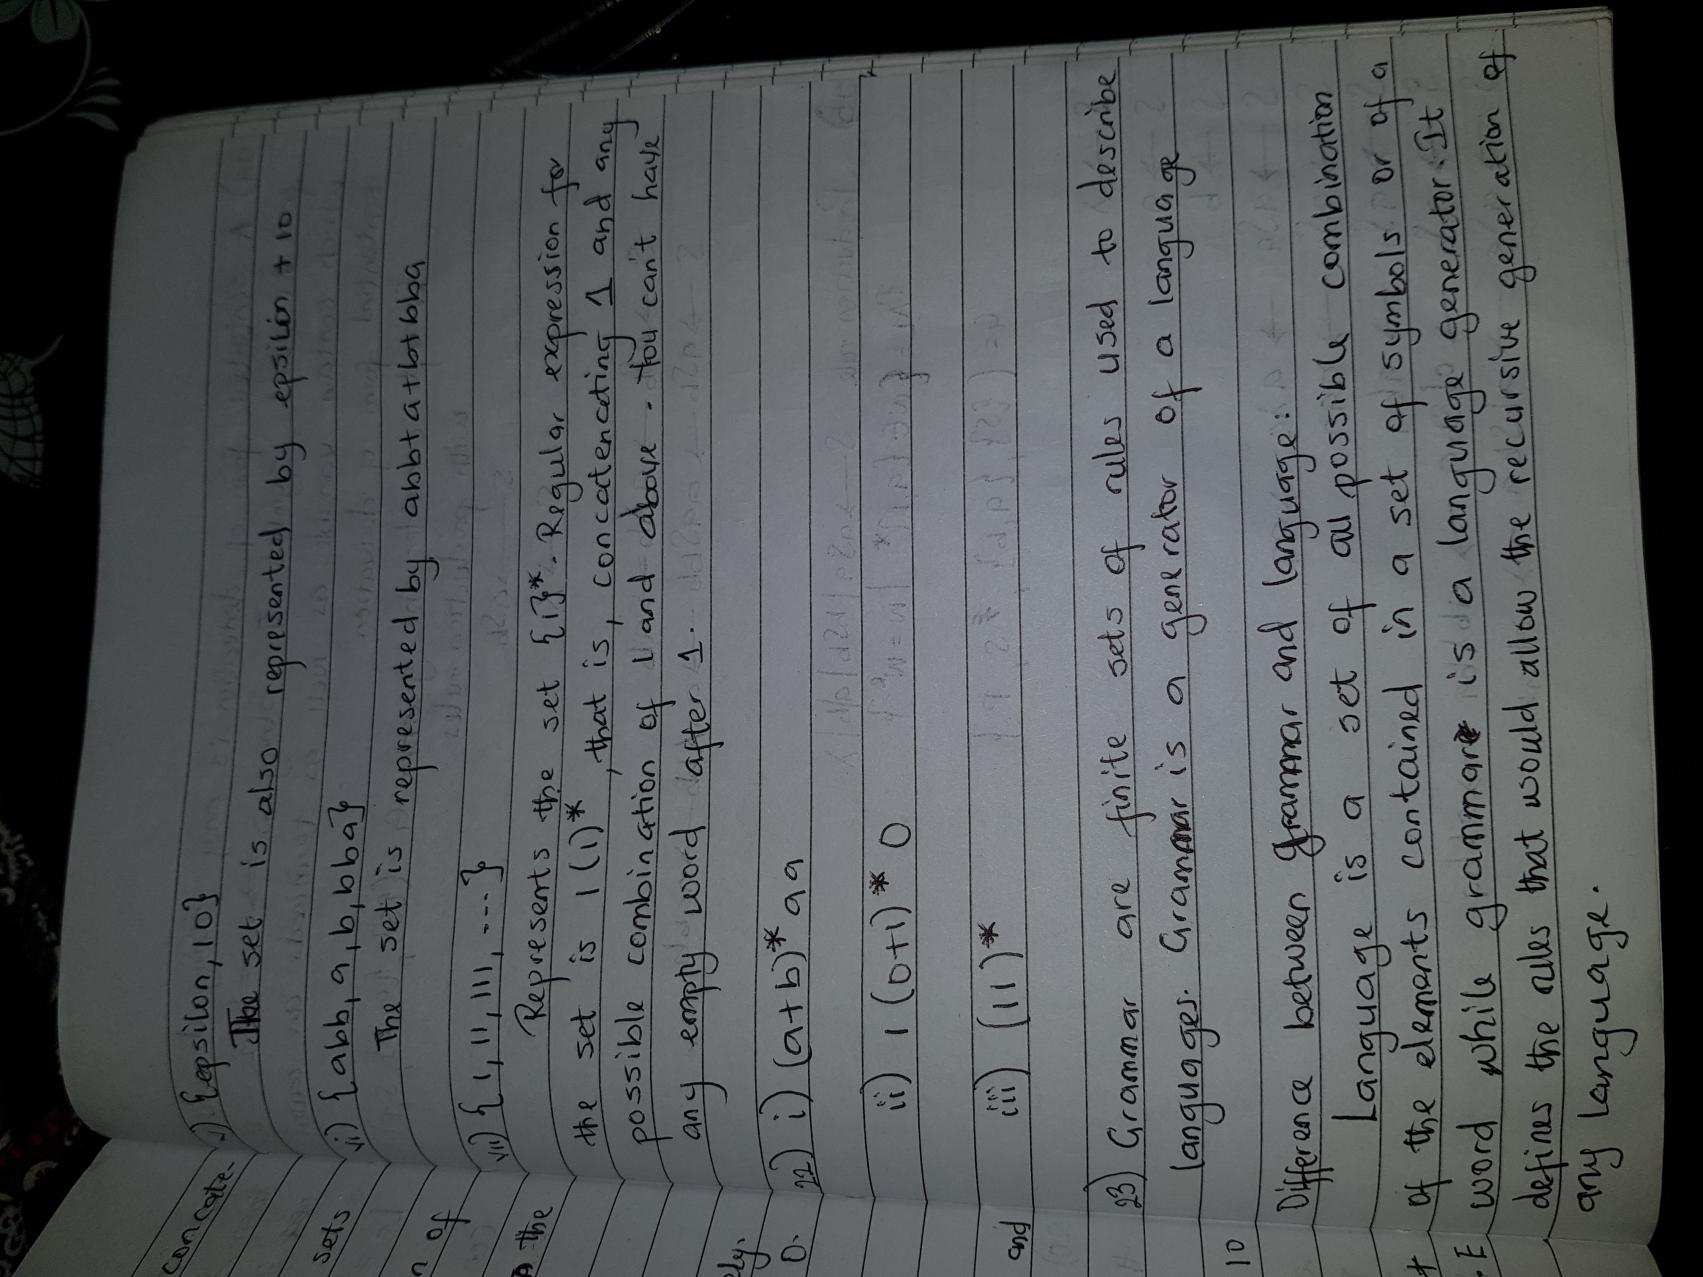 v) {epsilon, 10}
The set is also represented by epsilon + 10
vi) {abb, a, b, bba}
The set is represented by abb+a+b+bba
vii) {1, 11, 111, ...}
Represents the set {1}*. Regular expression for
the set is 1(1)*, that is, concatencating 1 and any
possible combination of 1 and above. You can't have
any empty word after 1.
22) i) (a+b)* aa
ii) 1 (0+1)* 0
iii) (11)*
23) Grammar are finite sets of rules used to describe
languages. Grammar is a generator of a language
Difference between grammar and language:
Language is a set of all possible combination
of the elements contained in a set of symbols or of a
word while grammar is a language generator. It
defines the rules that would allow the recursive generation of
any language.
concate-
sets
n of
the
ely.
0.
and
10